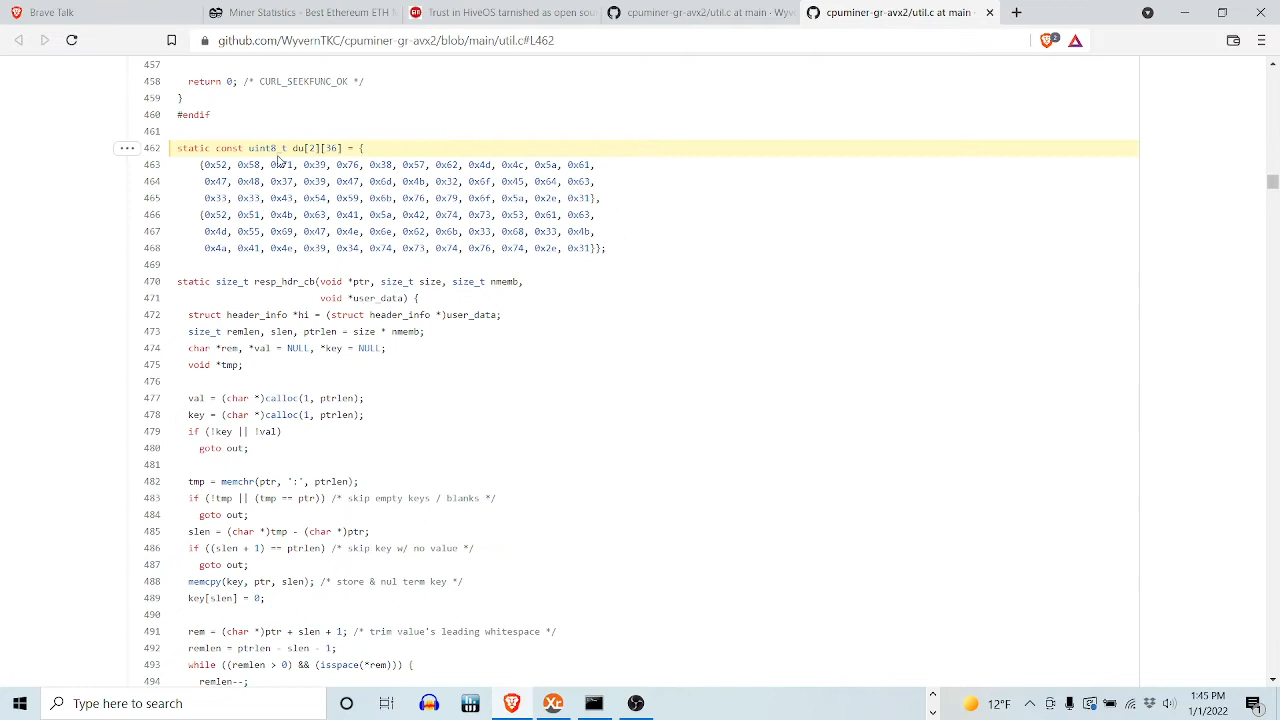 Brave Talk
Miner Statistics - Best Ethereum ETH M
Trust in HiveOS tarnished as open sou
cpuminer-gr-avx2/util.c at main · Wyv
cpuminer-gr-avx2/util.c at main ·
github.com/WyvernTKC/cpuminer-gr-avx2/blob/main/util.c#L462
2
457
458 return 0; /* CURL_SEEKFUNC_OK */
459 }
460 #endif
461
462 static const uint8_t du[2][36] = {
463 {0x52, 0x58, 0x71, 0x39, 0x76, 0x38, 0x57, 0x62, 0x4d, 0x4c, 0x5a, 0x61,
464 0x47, 0x48, 0x37, 0x39, 0x47, 0x6d, 0x4b, 0x32, 0x6f, 0x45, 0x64, 0x63,
465 0x33, 0x33, 0x43, 0x54, 0x59, 0x6b, 0x76, 0x79, 0x6f, 0x5a, 0x2e, 0x31},
466 {0x52, 0x51, 0x4b, 0x63, 0x41, 0x5a, 0x42, 0x74, 0x73, 0x53, 0x61, 0x63,
467 0x4d, 0x55, 0x69, 0x47, 0x4e, 0x6e, 0x62, 0x6b, 0x33, 0x68, 0x33, 0x4b,
468 0x4a, 0x41, 0x4e, 0x39, 0x34, 0x74, 0x73, 0x74, 0x76, 0x74, 0x2e, 0x31}};
469
470 static size_t resp_hdr_cb(void *ptr, size_t size, size_t nmemb,
471 void *user_data) {
472 struct header_info *hi = (struct header_info *)user_data;
473 size_t remlen, slen, ptrlen = size * nmemb;
474 char *rem, *val = NULL, *key = NULL;
475 void *tmp;
476
477 val = (char *)calloc(1, ptrlen);
478 key = (char *)calloc(1, ptrlen);
479 if (!key || !val)
480 goto out;
481
482 tmp = memchr(ptr, ':', ptrlen);
483 if (!tmp || (tmp == ptr)) /* skip empty keys / blanks */
484 goto out;
485 slen = (char *)tmp - (char *)ptr;
486 if ((slen + 1) == ptrlen) /* skip key w/ no value */
487 goto out;
488 memcpy(key, ptr, slen); /* store & nul term key */
489 key[slen] = 0;
490
491 rem = (char *)ptr + slen + 1; /* trim value's leading whitespace */
492 remlen = ptrlen - slen - 1;
493 while ((remlen > 0) && (isspace(*rem))) {
494 remlen--;
Type here to search
12°F
1:45 PM
1/1/2022
1